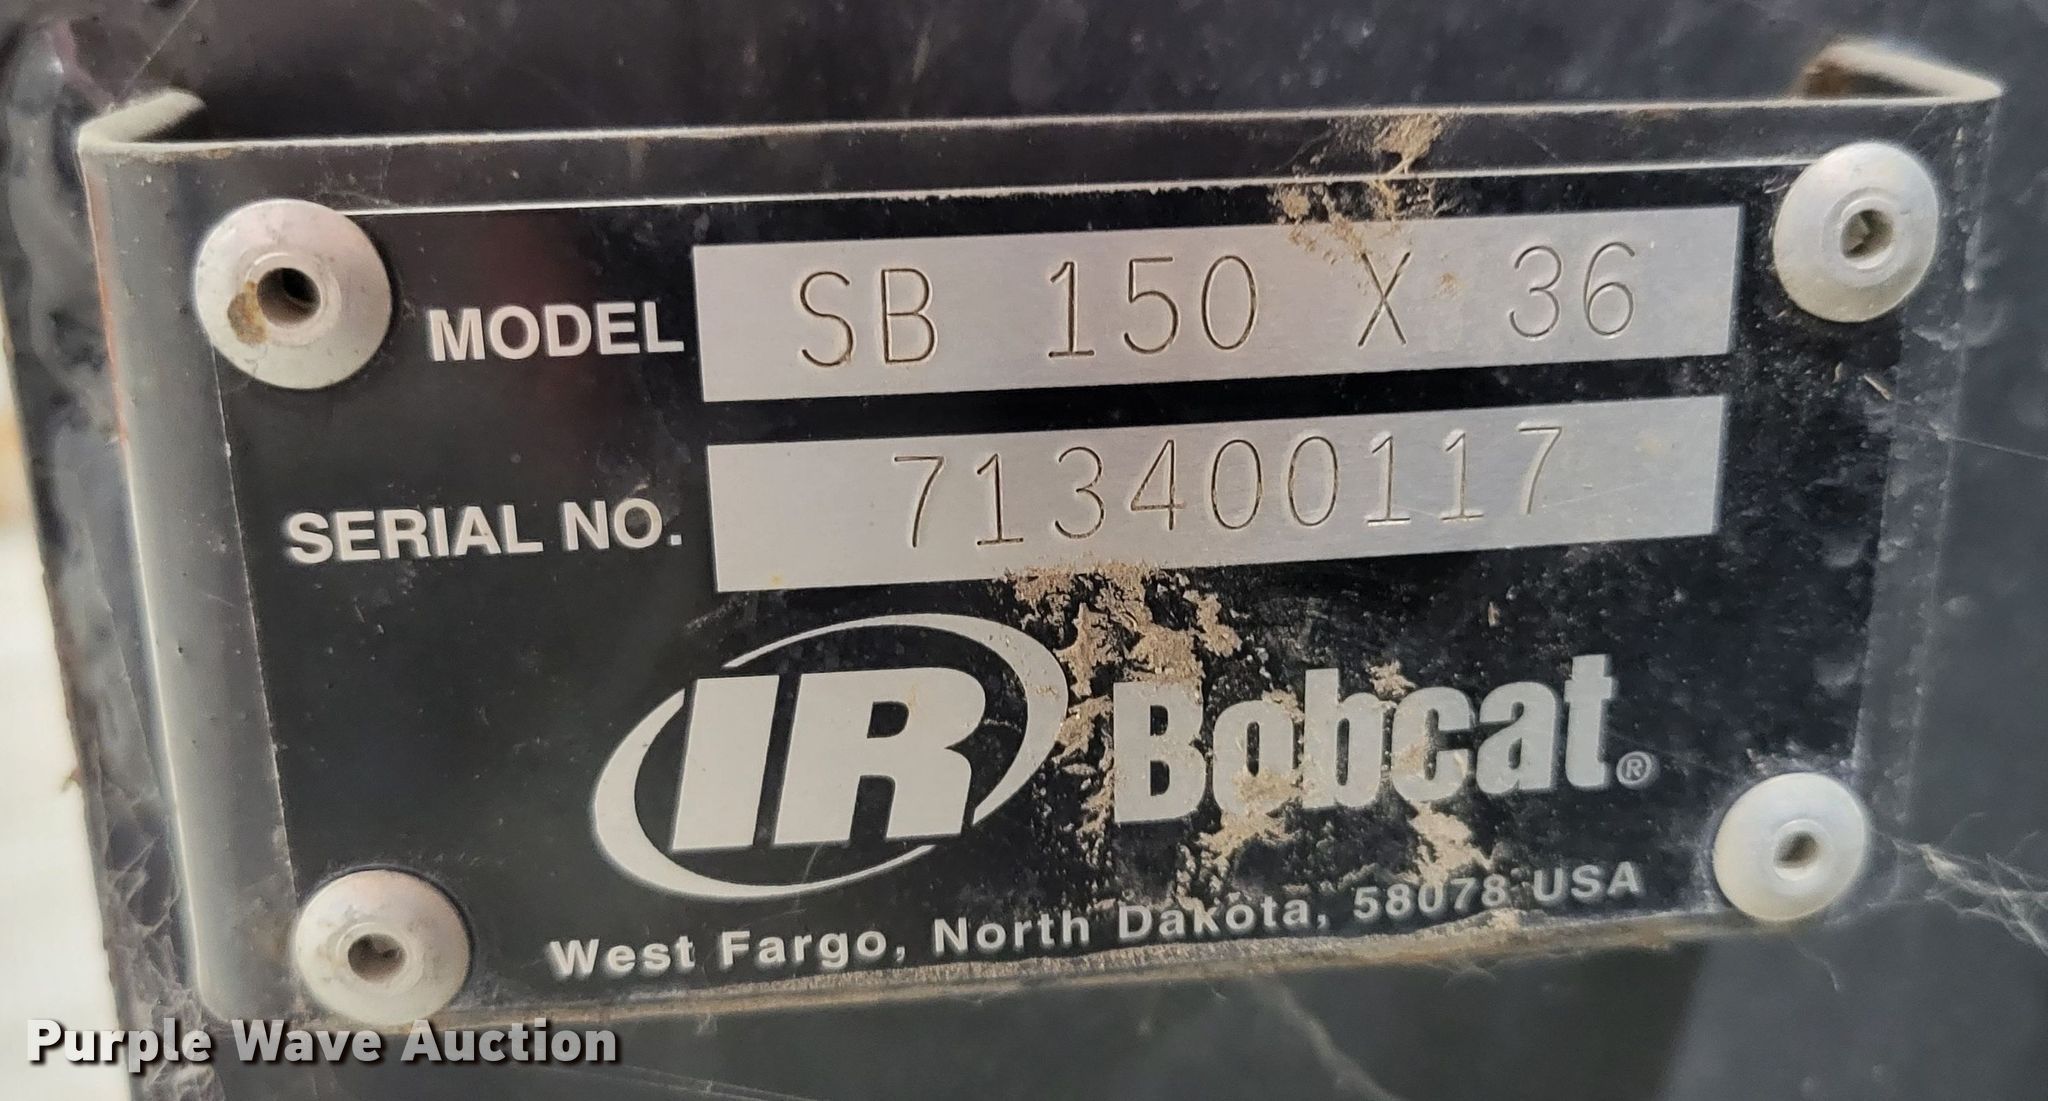 MODEL SB 150 X 36
SERIAL NO. 713400117
IR Bobcat®
West Fargo, North Dakota, 58078 USA
Purple Wave Auction